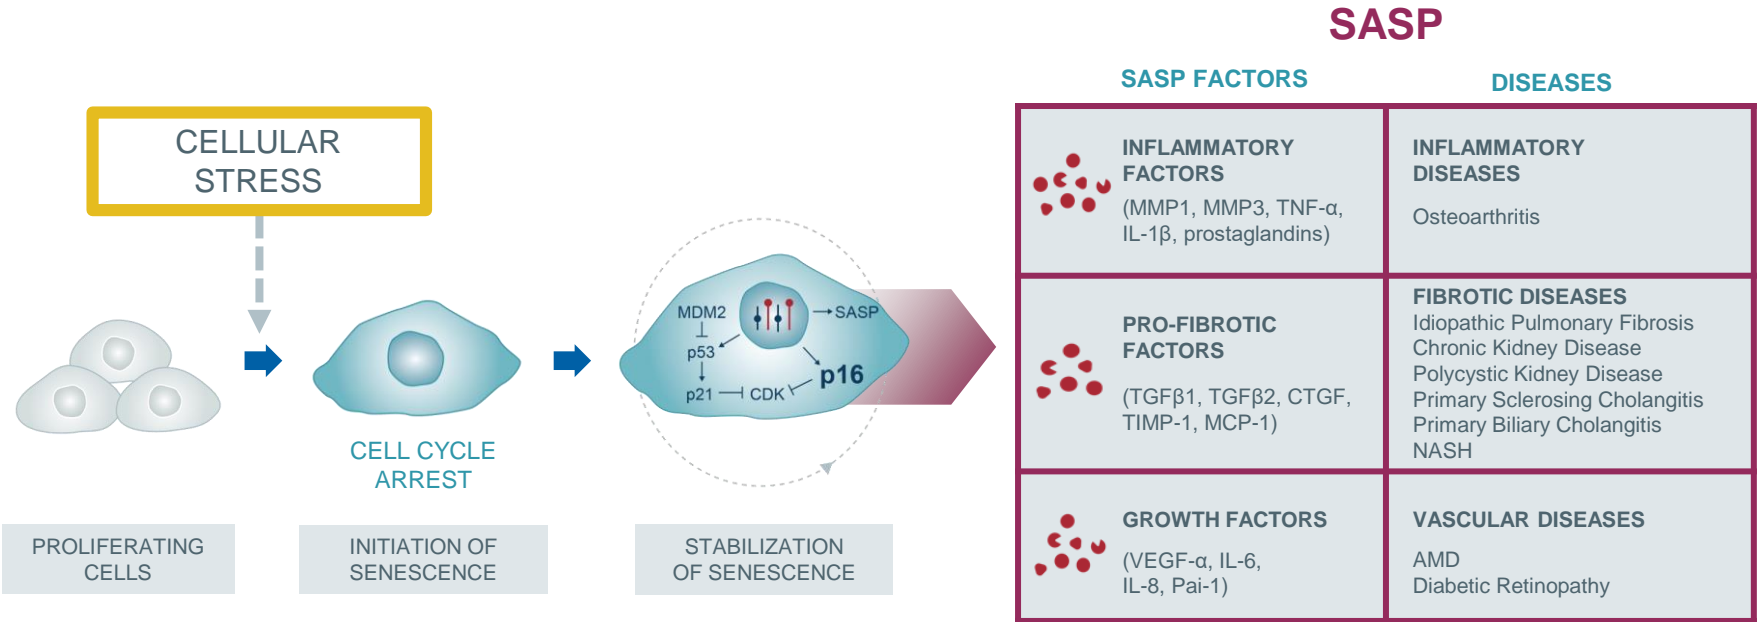 SASP
SASP FACTORS
DISEASES
CELLULAR
STRESS
INFLAMMATORY
FACTORS
(MMP1, MMP3, TNF-α,
IL-1β, prostaglandins)
INFLAMMATORY
DISEASES
Osteoarthritis
MDM2
SASP
p53
p16
p21
CDK
PRO-FIBROTIC
FACTORS
(TGFβ1, TGFβ2, CTGF,
TIMP-1, MCP-1)
FIBROTIC DISEASES
Idiopathic Pulmonary Fibrosis
Chronic Kidney Disease
Polycystic Kidney Disease
Primary Sclerosing Cholangitis
Primary Biliary Cholangitis
NASH
CELL CYCLE
ARREST
PROLIFERATING
CELLS
INITIATION OF
SENESCENCE
STABILIZATION
OF SENESCENCE
GROWTH FACTORS
(VEGF-α, IL-6,
IL-8, Pai-1)
VASCULAR DISEASES
AMD
Diabetic Retinopathy